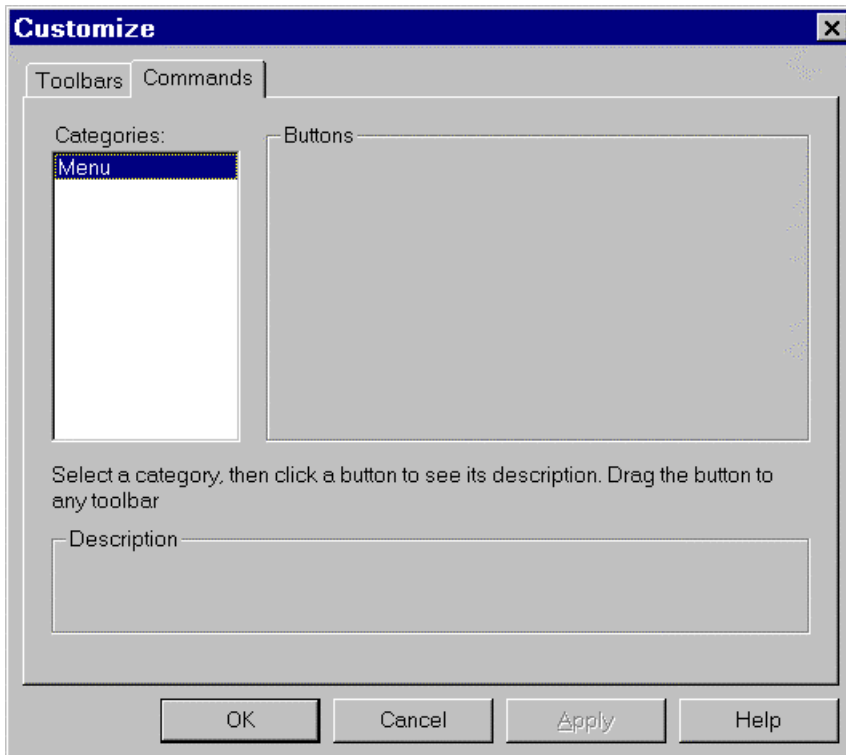 Customize
Toolbars
Commands
Categories:
Buttons
Menu
Select a category, then click a button to see its description. Drag the button to
any toolbar
Description
OK
Cancel
Apply
Help